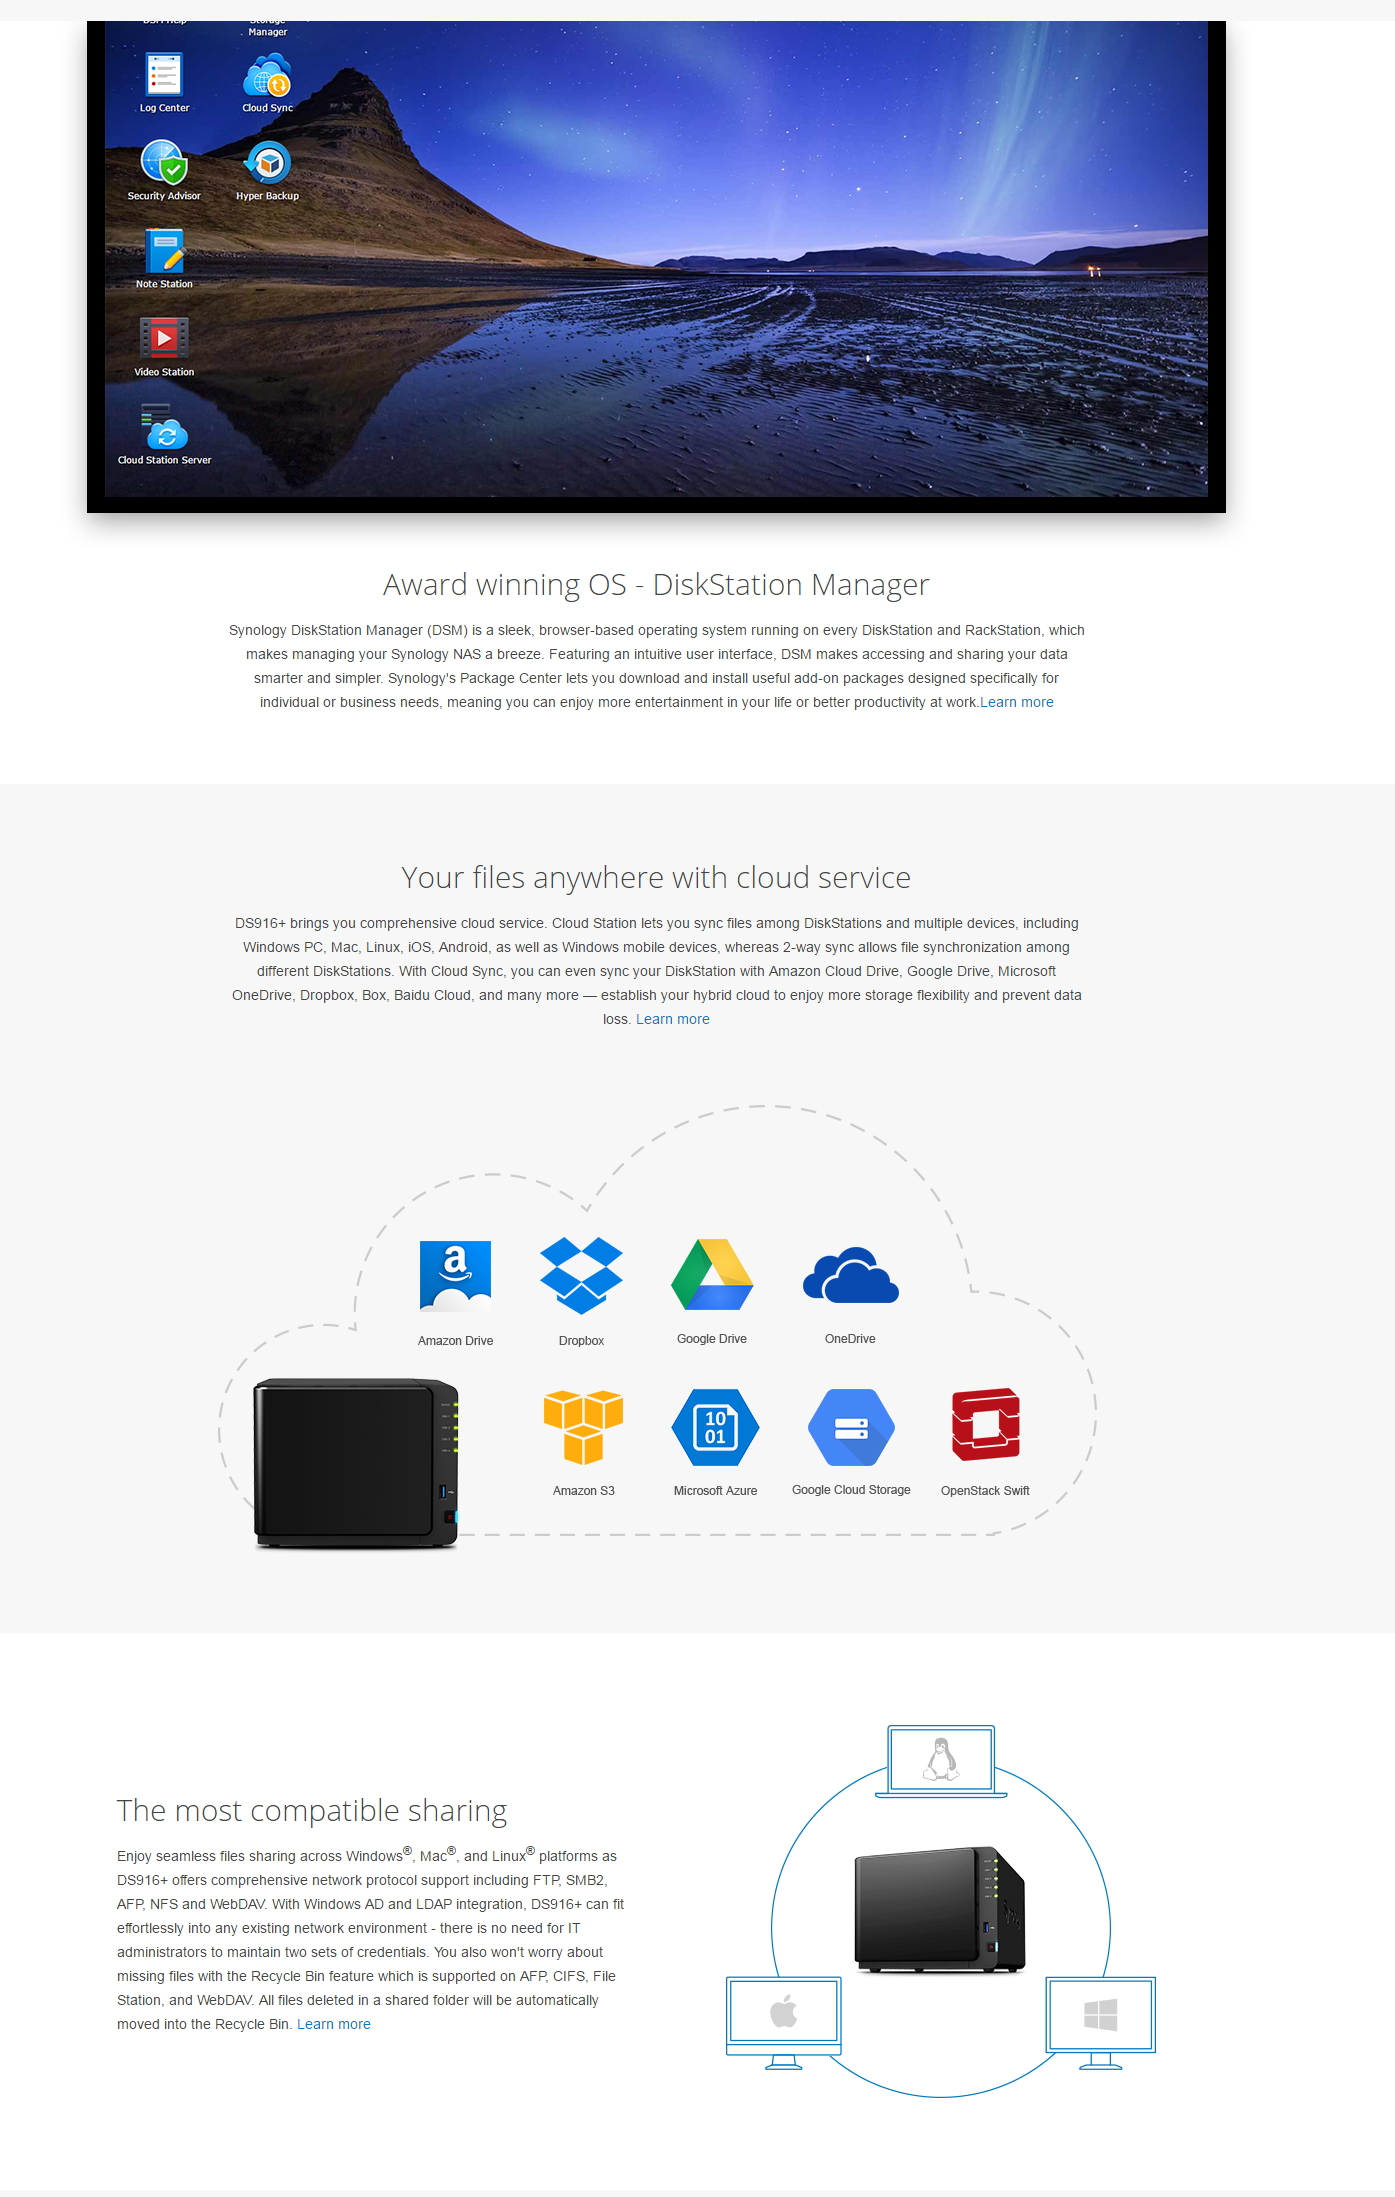 DSM Help
Storage
Manager
Log Center
Cloud Sync
Security Advisor
Hyper Backup
Note Station
Video Station
Cloud Station Server
Award winning OS - DiskStation Manager
Synology DiskStation Manager (DSM) is a sleek, browser-based operating system running on every DiskStation and RackStation, which
makes managing your Synology NAS a breeze. Featuring an intuitive user interface, DSM makes accessing and sharing your data
smarter and simpler. Synology's Package Center lets you download and install useful add-on packages designed specifically for
individual or business needs, meaning you can enjoy more entertainment in your life or better productivity at work.Learn more
Your files anywhere with cloud service
DS916+ brings you comprehensive cloud service. Cloud Station lets you sync files among DiskStations and multiple devices, including
Windows PC, Mac, Linux, iOS, Android, as well as Windows mobile devices, whereas 2-way sync allows file synchronization among
different DiskStations. With Cloud Sync, you can even sync your DiskStation with Amazon Cloud Drive, Google Drive, Microsoft
OneDrive, Dropbox, Box, Baidu Cloud, and many more — establish your hybrid cloud to enjoy more storage flexibility and prevent data
loss. Learn more
a
Amazon Drive
Dropbox
Google Drive
OneDrive
10
01
Amazon S3
Microsoft Azure
Google Cloud Storage
OpenStack Swift
The most compatible sharing
Enjoy seamless files sharing across Windows®, Mac®, and Linux® platforms as
DS916+ offers comprehensive network protocol support including FTP, SMB2,
AFP, NFS and WebDAV. With Windows AD and LDAP integration, DS916+ can fit
effortlessly into any existing network environment - there is no need for IT
administrators to maintain two sets of credentials. You also won't worry about
missing files with the Recycle Bin feature which is supported on AFP, CIFS, File
Station, and WebDAV. All files deleted in a shared folder will be automatically
moved into the Recycle Bin. Learn more